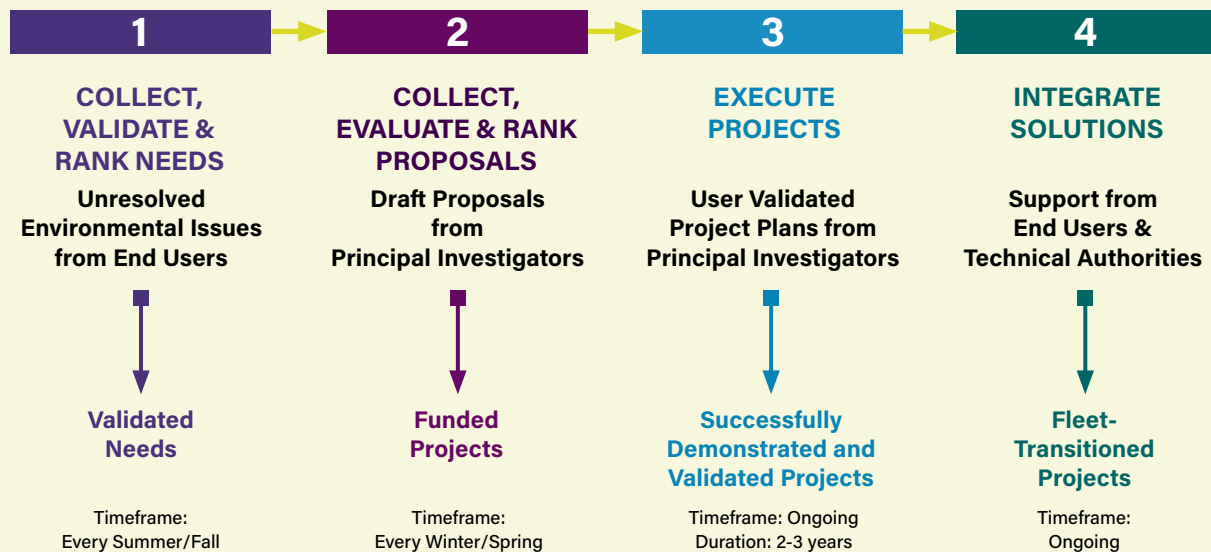 1
COLLECT,
VALIDATE &
RANK NEEDS
Unresolved
Environmental Issues
from End Users
Validated
Needs
Timeframe:
Every Summer/Fall
2
COLLECT,
EVALUATE & RANK
PROPOSALS
Draft Proposals
from
Principal Investigators
Funded
Projects
Timeframe:
Every Winter/Spring
3
EXECUTE
PROJECTS
User Validated
Project Plans from
Principal Investigators
Successfully
Demonstrated and
Validated Projects
Timeframe: Ongoing
Duration: 2-3 years
4
INTEGRATE
SOLUTIONS
Support from
End Users &
Technical Authorities
Fleet-
Transitioned
Projects
Timeframe:
Ongoing